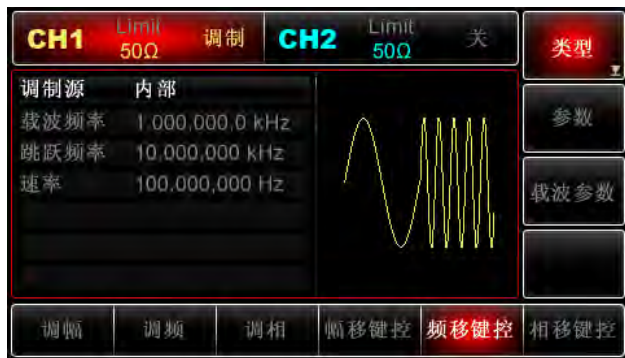 CH1 Limit 50Ω 调制 CH2 Limit 50Ω 关 类型
调制源 内部
载波频率 1.000,000,0 kHz
跳跃频率 10.000,000 kHz
速率 100.000,000 Hz
参数
载波参数
调幅 调频 调相 幅移键控 频移键控 相移键控